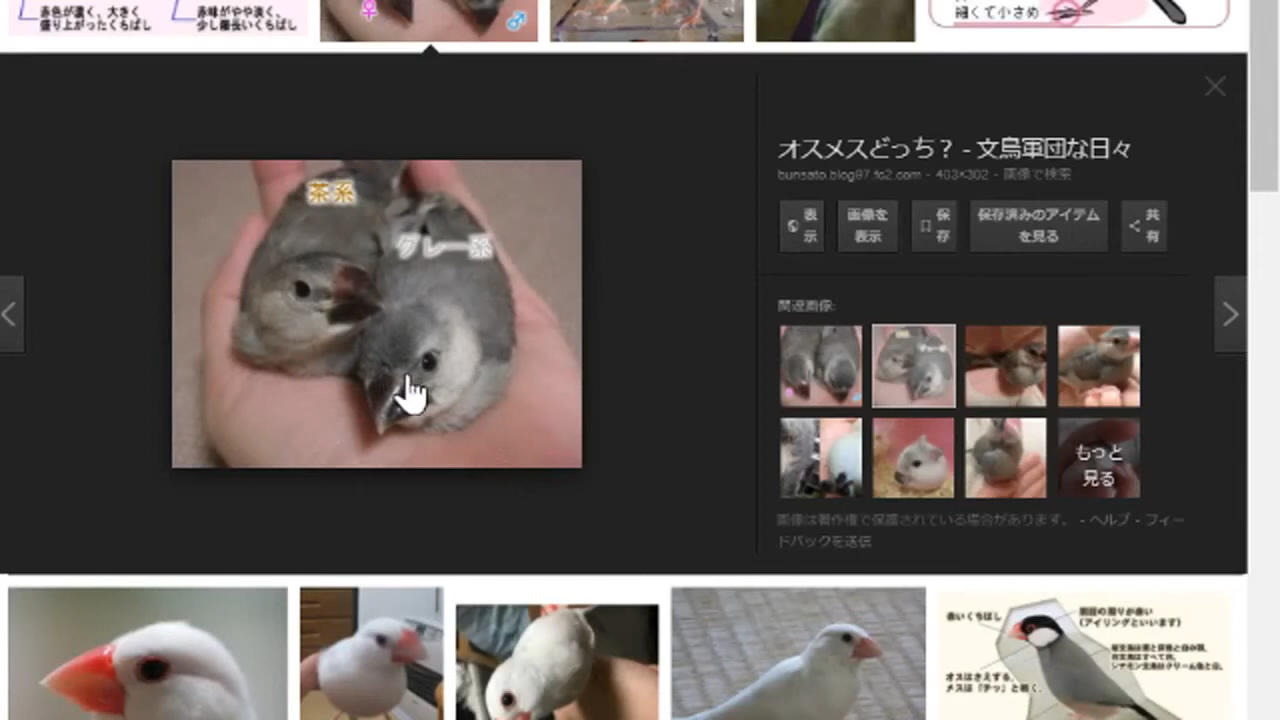 赤色が濃く、大きく
盛り上がったくちばし
赤味がやや淡く、
少し細長いくちばし
♀
♂
細くて小さめ
茶系
グレー系
オスメスどっち? - 文鳥軍団な日々
bunsato.blog97.fc2.com - 403×302 - 画像で検索
表示
画像を表示
保存
保存済みのアイテムを見る
共有
関連画像:
もっと
見る
画像は著作権で保護されている場合があります。 - ヘルプ - フィー
ドバックを送信
赤いくちばし
眼の周りが赤い
(アイリングといいます)
オスはさえずる。
メスは「チッ」と鳴く。